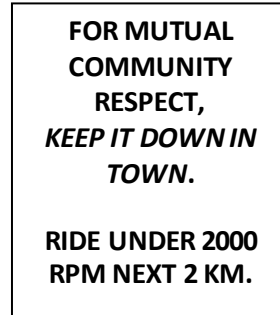 FOR MUTUAL
COMMUNITY
RESPECT,
KEEP IT DOWN IN
TOWN.
RIDE UNDER 2000
RPM NEXT 2 KM.